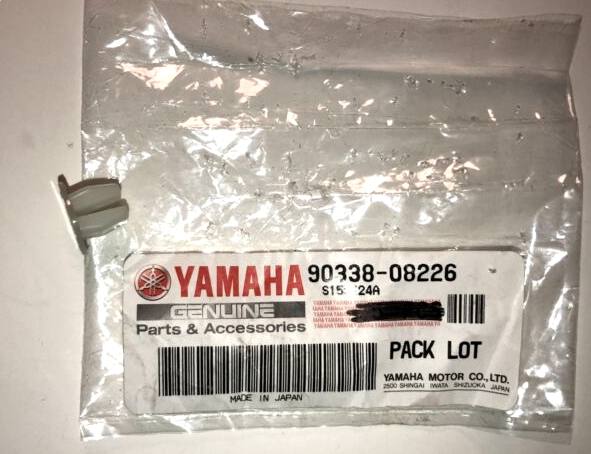 YAMAHA 90338-08226
GENUINE
Parts & Accessories
PACK LOT
YAMAHA MOTOR CO., LTD.
2500 SHINGAI IWATA SHIZUOKA JAPAN
MADE IN JAPAN